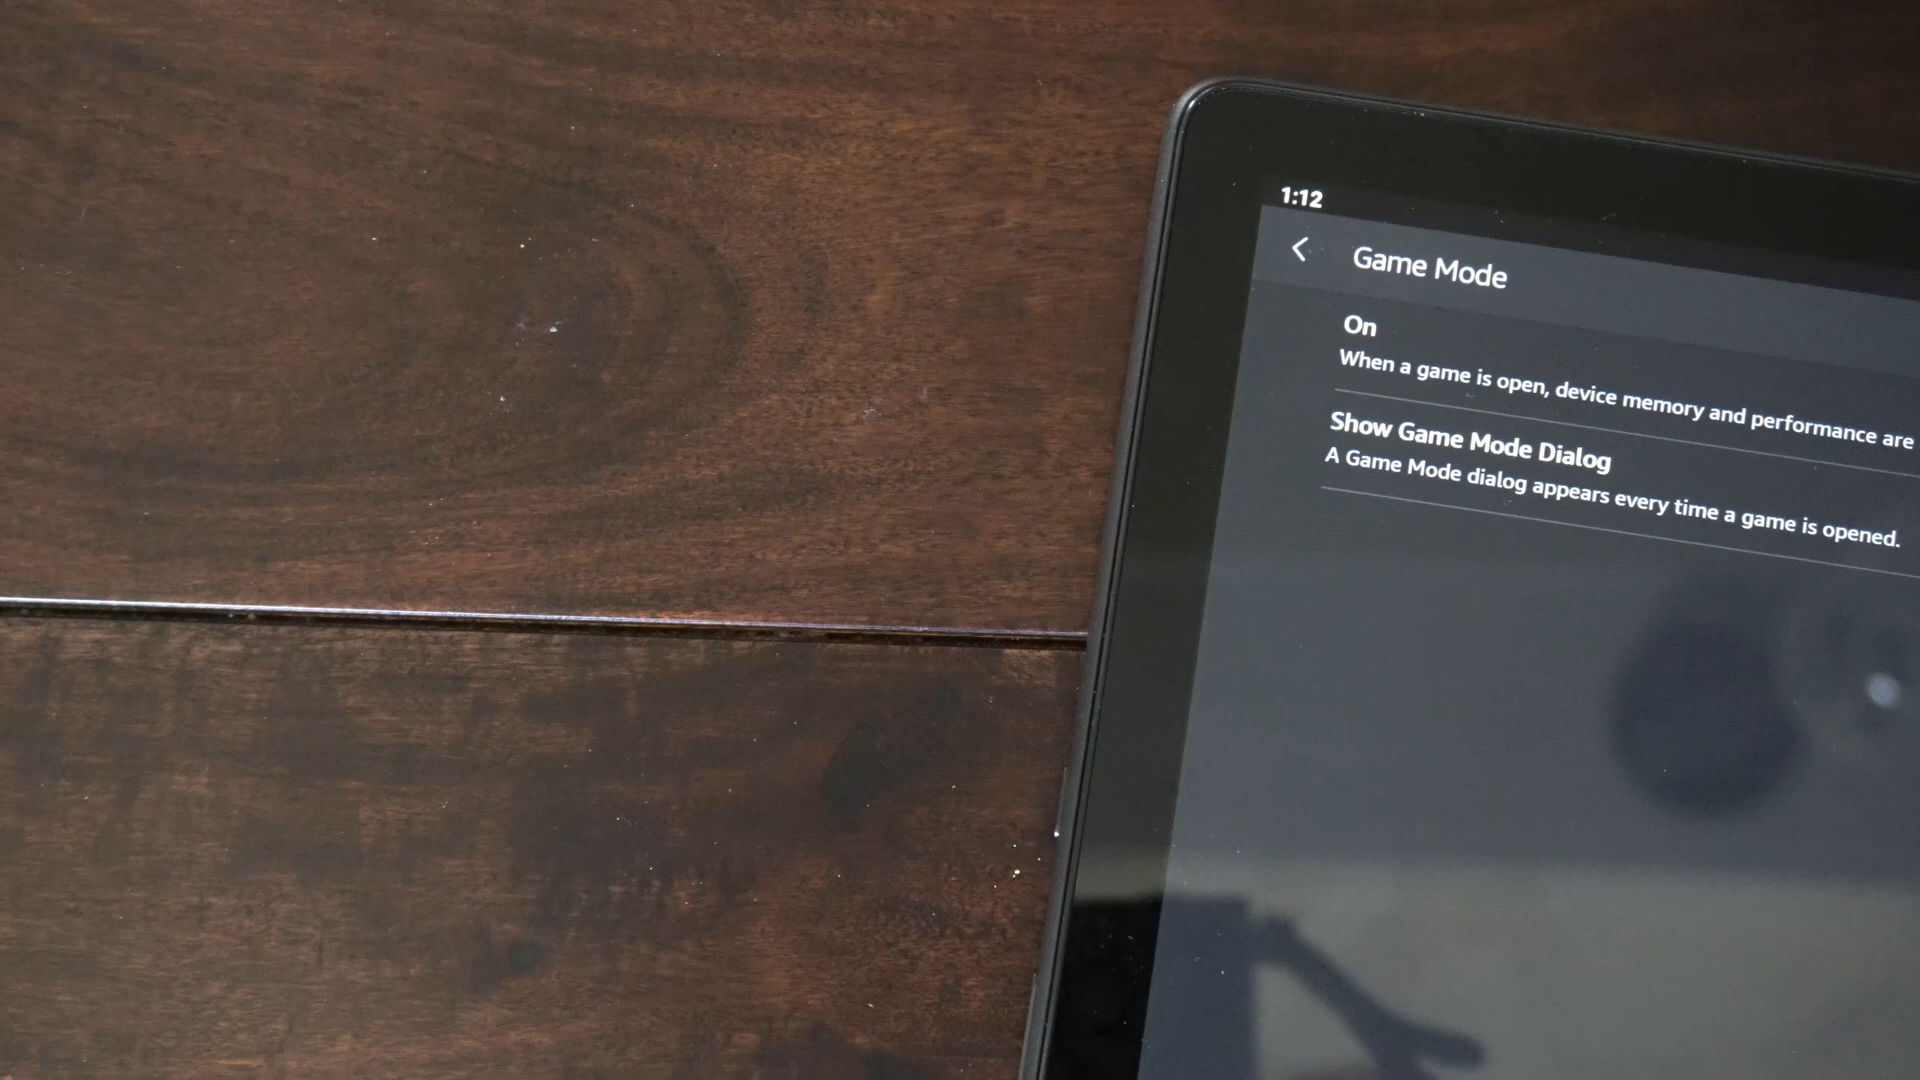 1:12
Game Mode
On
When a game is open, device memory and performance are
Show Game Mode Dialog
A Game Mode dialog appears every time a game is opened.